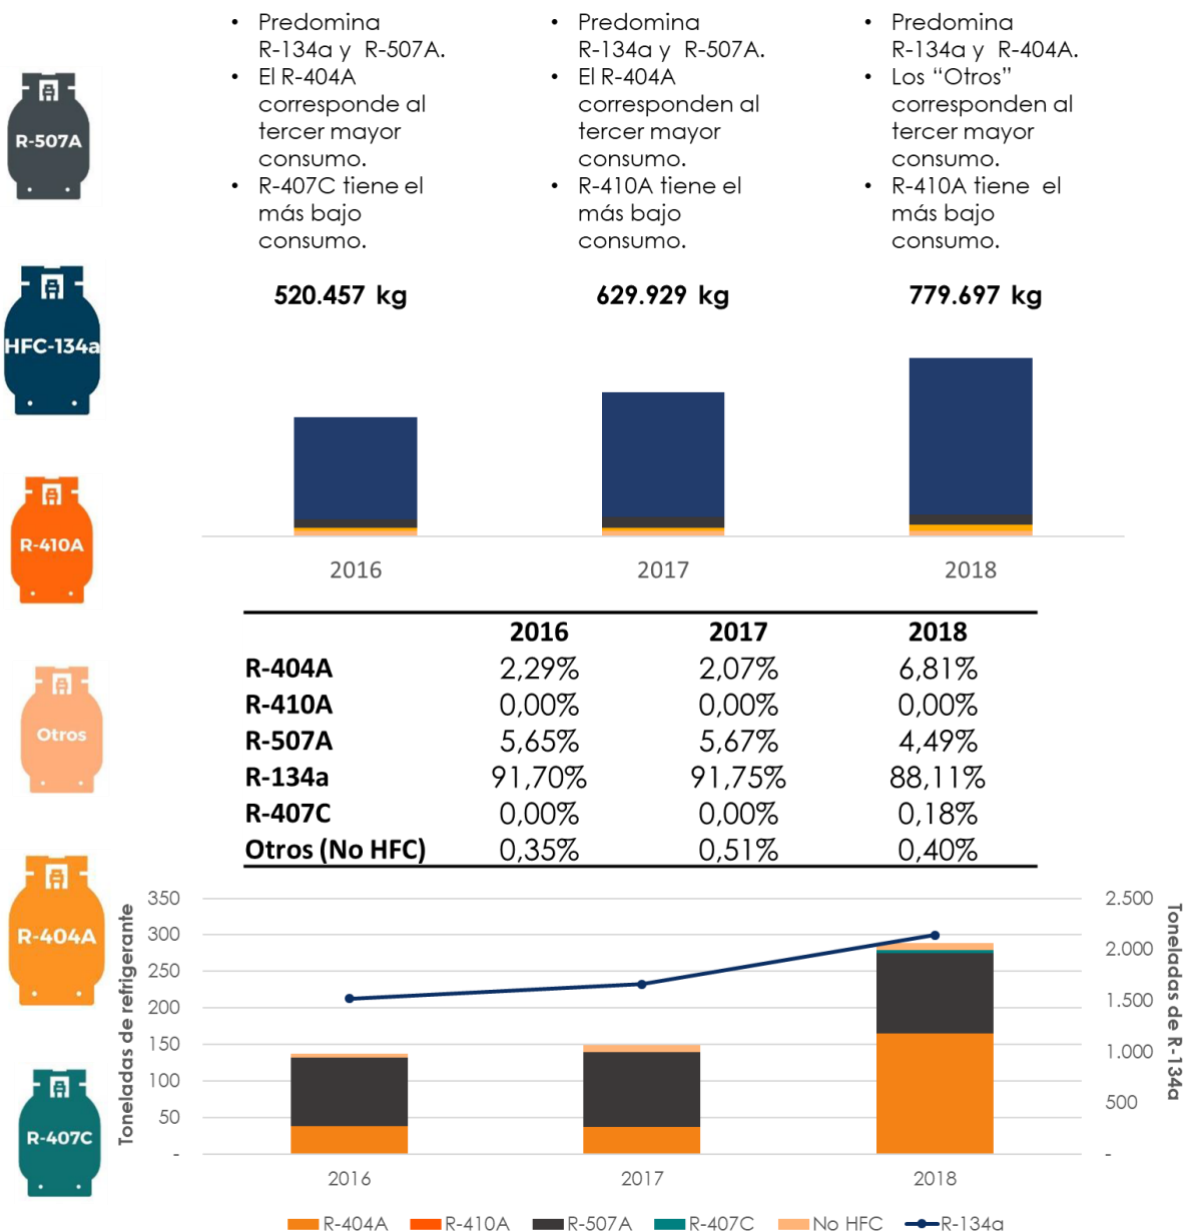 R-507A
HFC-134a
R-410A
Otros
R-404A
R-407C
• Predomina
R-134a y R-507A.
• El R-404A
corresponde al
tercer mayor
consumo.
• R-407C tiene el
más bajo
consumo.
520.457 kg
• Predomina
R-134a y R-507A.
• El R-404A
corresponden al
tercer mayor
consumo.
• R-410A tiene el
más bajo
consumo.
629.929 kg
• Predomina
R-134a y R-404A.
• Los “Otros”
corresponden al
tercer mayor
consumo.
• R-410A tiene el
más bajo
consumo.
779.697 kg
2016 2017 2018
2016 2017 2018
R-404A 2,29% 2,07% 6,81%
R-410A 0,00% 0,00% 0,00%
R-507A 5,65% 5,67% 4,49%
R-134a 91,70% 91,75% 88,11%
R-407C 0,00% 0,00% 0,18%
Otros (No HFC) 0,35% 0,51% 0,40%
Toneladas de refrigerante
350
300
250
200
150
100
50
-
2.500
2.000
1.500
1.000
500
-
Toneladas de R-134a
2016 2017 2018
R-404A R-410A R-507A R-407C No HFC R-134a